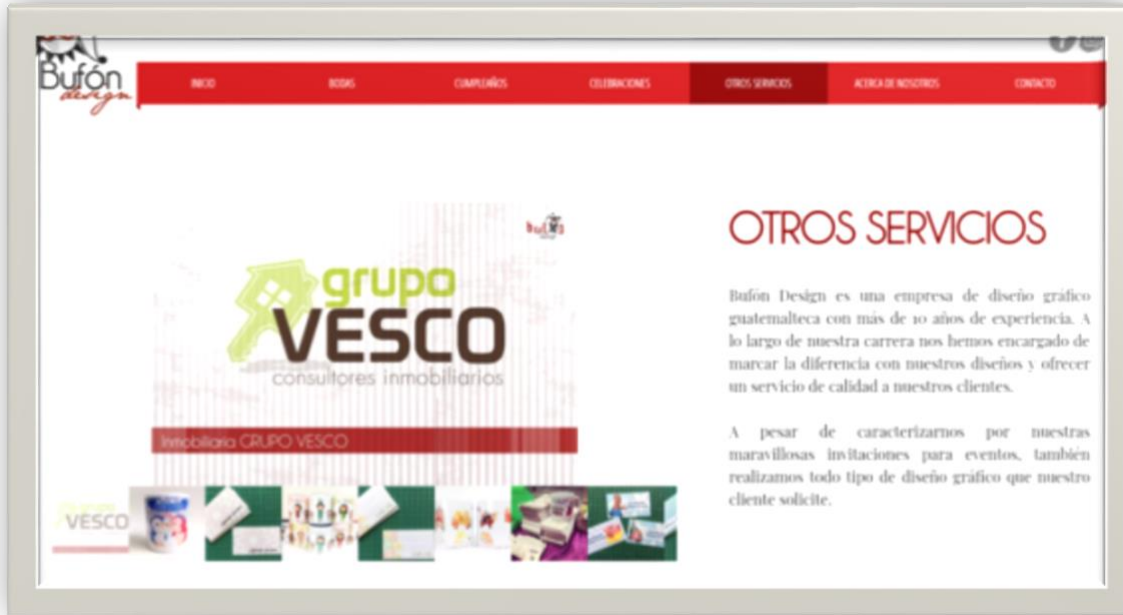 Bufón
design
INICIO
BODAS
CUMPLEAÑOS
CELEBRACIONES
OTROS SERVICIOS
ACERCA DE NOSOTROS
CONTACTO
grupo
VESCO
consultores inmobiliarios
Inmobiliaria GRUPO VESCO
VESCO
OTROS SERVICIOS
Bufón Design es una empresa de diseño gráfico
guatemalteca con más de 10 años de experiencia. A
lo largo de nuestra carrera nos hemos encargado de
marcar la diferencia con nuestros diseños y ofrecer
un servicio de calidad a nuestros clientes.
A pesar de caracterizarnos por nuestras
maravillosas invitaciones para eventos, también
realizamos todo tipo de diseño gráfico que nuestro
cliente solicite.